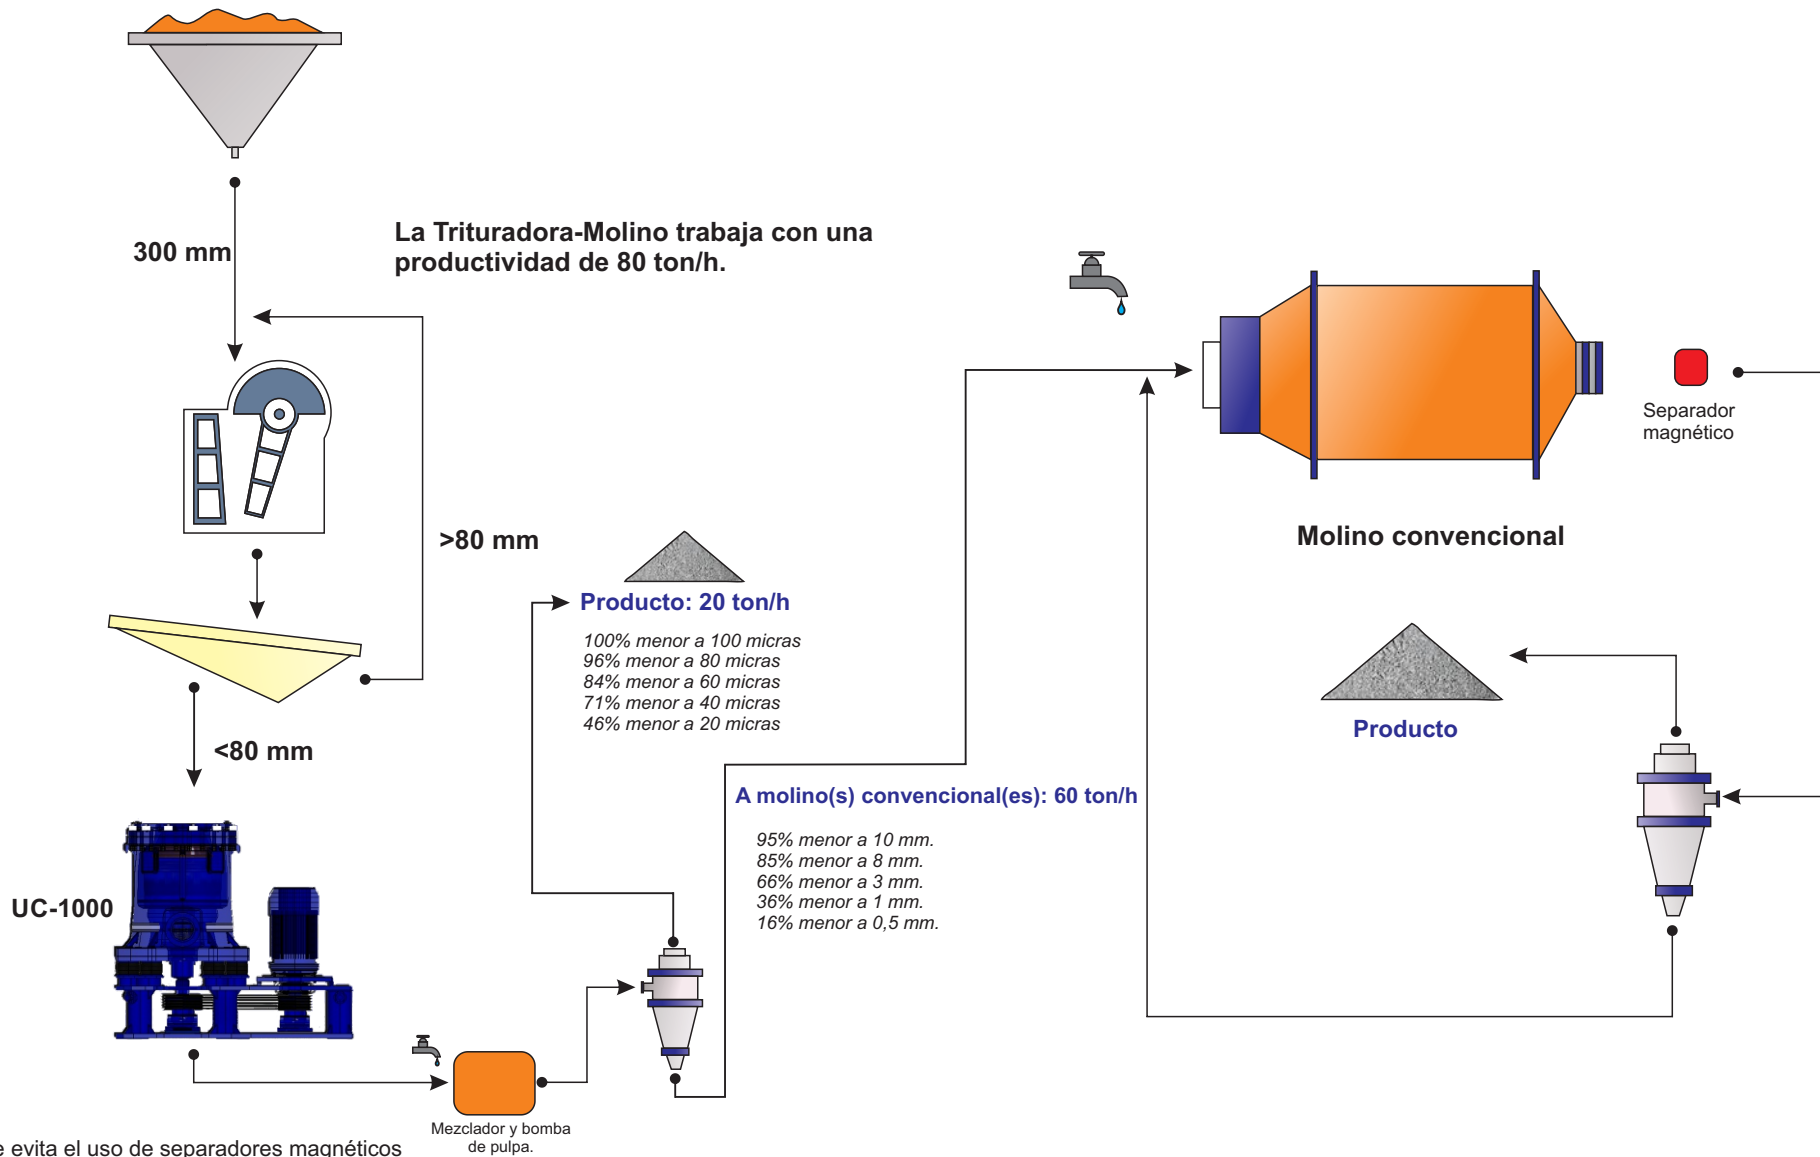 300 mm
La Trituradora-Molino trabaja con una
productividad de 80 ton/h.
>80 mm
<80 mm
UC-1000
Mezclador y bomba
de pulpa.
evita el uso de separadores magnéticos
Producto: 20 ton/h
100% menor a 100 micras
96% menor a 80 micras
84% menor a 60 micras
71% menor a 40 micras
46% menor a 20 micras
A molino(s) convencional(es): 60 ton/h
95% menor a 10 mm.
85% menor a 8 mm.
66% menor a 3 mm.
36% menor a 1 mm.
16% menor a 0,5 mm.
Separador
magnético
Molino convencional
Producto